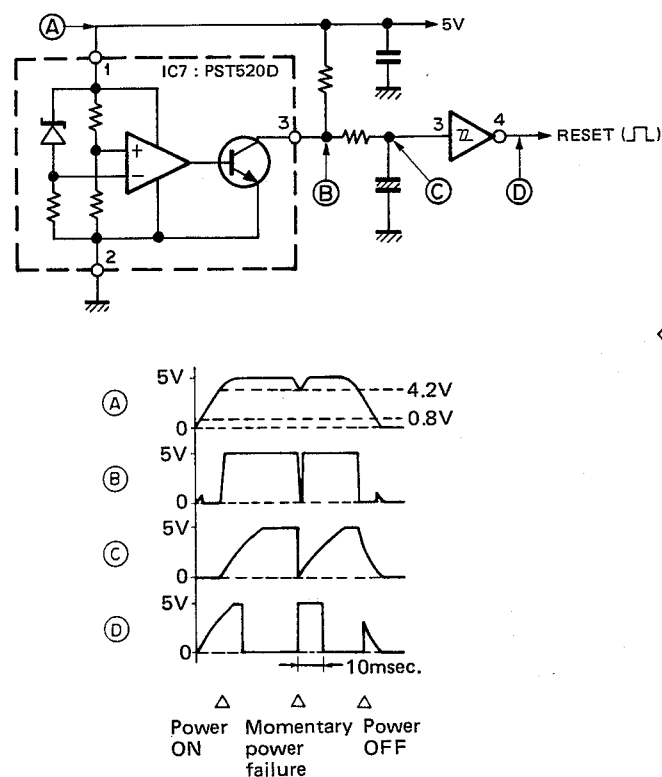 A
5V
1
IC7 : PST520D
3
+
−
2
B
C
3
4
RESET (⎍)
D
A
5V
0
4.2V
0.8V
B
5V
0
C
5V
0
D
5V
0
10msec.
Power ON
Momentary power failure
Power OFF